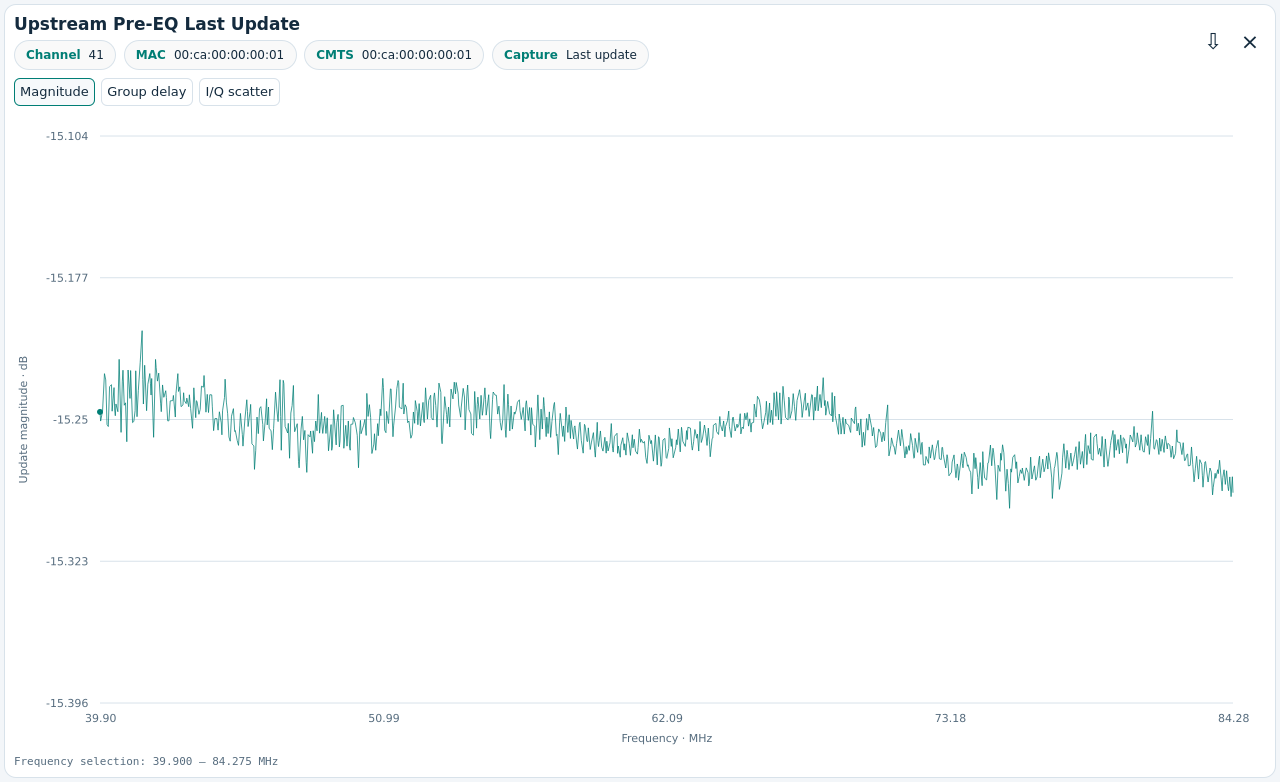 Upstream Pre-EQ Last Update
Channel 41 MAC 00:ca:00:00:00:01 CMTS 00:ca:00:00:00:01 Capture Last update
⇩ ✕
Magnitude Group delay I/Q scatter
-15.104
-15.177
-15.25
-15.323
-15.396
Update magnitude · dB
39.90 50.99 62.09 73.18 84.28
Frequency · MHz
Frequency selection: 39.900 — 84.275 MHz